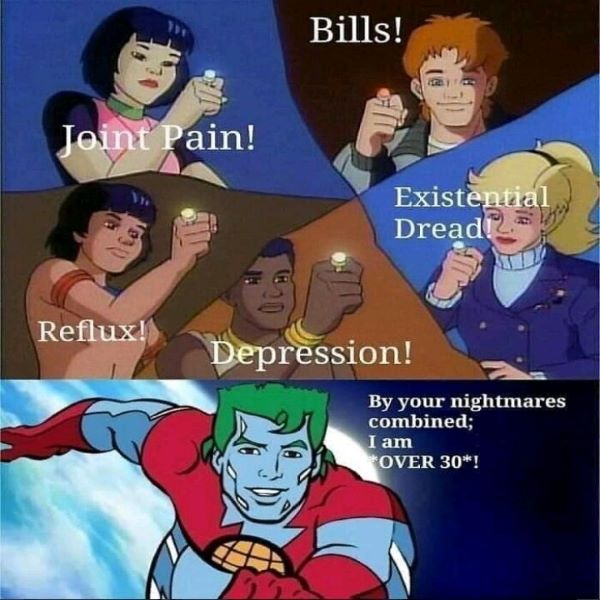 Bills!
Joint Pain!
Existential
Dread!
Reflux!
Depression!
By your nightmares
combined;
I am
*OVER 30*!